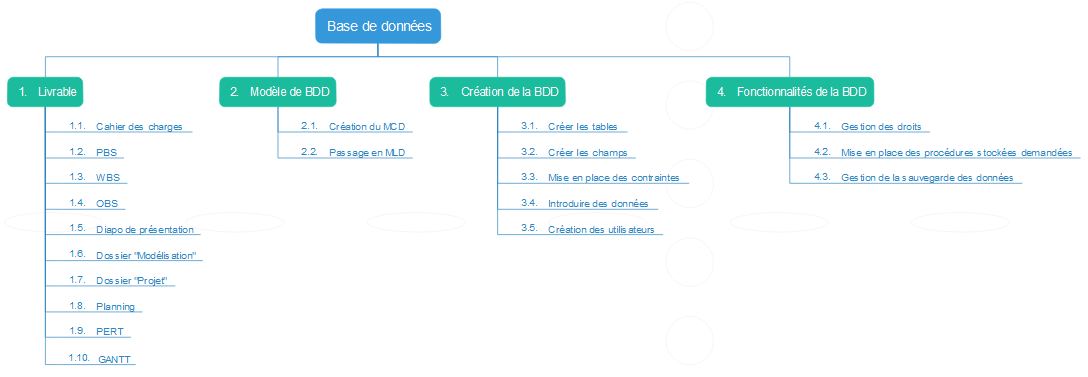 Base de données
1. Livrable
1.1. Cahier des charges
1.2. PBS
1.3. WBS
1.4. OBS
1.5. Diapo de présentation
1.6. Dossier "Modélisation"
1.7. Dossier "Projet"
1.8. Planning
1.9. PERT
1.10. GANTT
2. Modèle de BDD
2.1. Création du MCD
2.2. Passage en MLD
3. Création de la BDD
3.1. Créer les tables
3.2. Créer les champs
3.3. Mise en place des contraintes
3.4. Introduire des données
3.5. Création des utilisateurs
4. Fonctionnalités de la BDD
4.1. Gestion des droits
4.2. Mise en place des procédures stockées demandées
4.3. Gestion de la sauvegarde des données